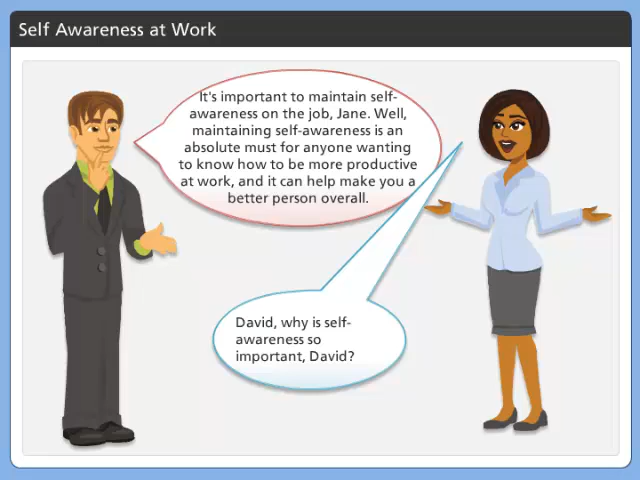 Self Awareness at Work
It's important to maintain self-
awareness on the job, Jane. Well,
maintaining self-awareness is an
absolute must for anyone wanting
to know how to be more productive
at work, and it can help make you a
better person overall.
David, why is self-
awareness so
important, David?